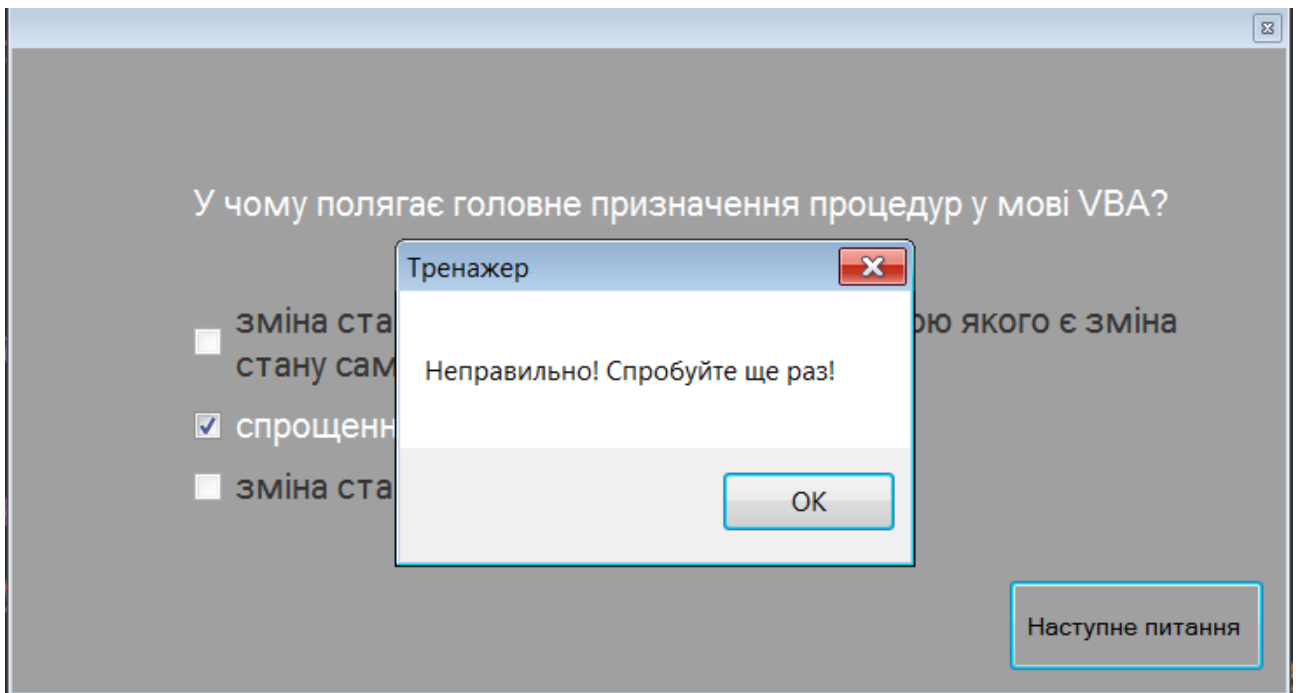 У чому полягає головне призначення процедур у мові VBA?
Тренажер
зміна ста
ою якого є зміна
стану сам
Неправильно! Спробуйте ще раз!
спрощенн
зміна ста
OK
Наступне питання